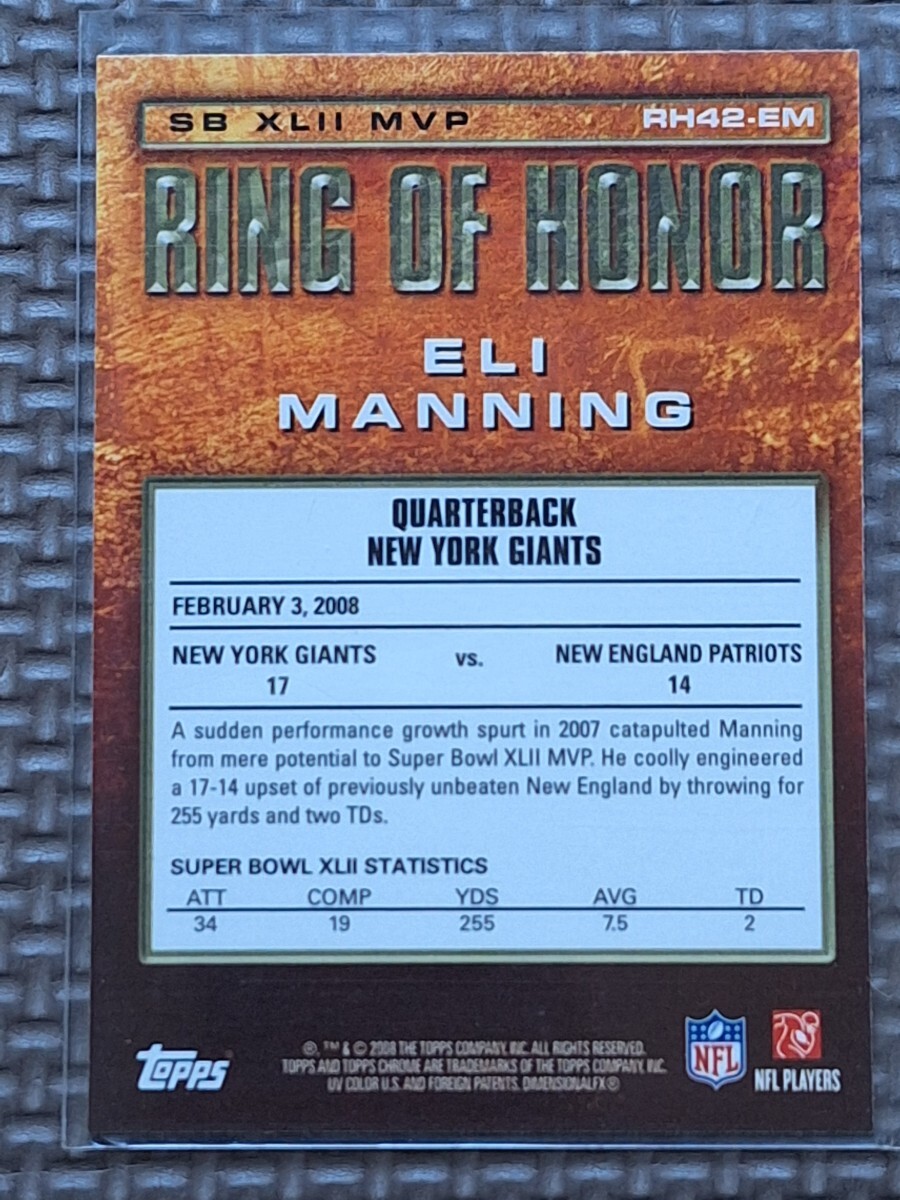 SB XLII MVP RH42-EM
RING OF HONOR
ELI
MANNING
QUARTERBACK
NEW YORK GIANTS
FEBRUARY 3, 2008
NEW YORK GIANTS vs. NEW ENGLAND PATRIOTS
17 14
A sudden performance growth spurt in 2007 catapulted Manning
from mere potential to Super Bowl XLII MVP. He coolly engineered
a 17-14 upset of previously unbeaten New England by throwing for
255 yards and two TDs.
SUPER BOWL XLII STATISTICS
ATT COMP YDS AVG TD
34 19 255 7.5 2
topps
®, ™ & © 2008 THE TOPPS COMPANY, INC. ALL RIGHTS RESERVED.
TOPPS AND TOPPS CHROME ARE TRADEMARKS OF THE TOPPS COMPANY, INC.
UV COLOR U.S. AND FOREIGN PATENTS. DIMENSIONALFX®
NFL
NFL PLAYERS